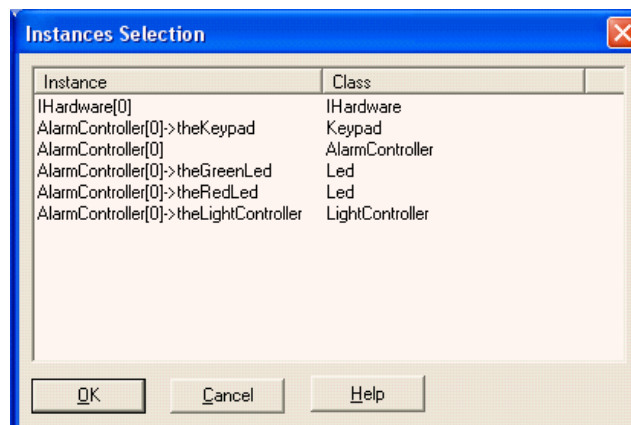 Instances Selection
Instance Class
IHardware[0] IHardware
AlarmController[0]->theKeypad Keypad
AlarmController[0] AlarmController
AlarmController[0]->theGreenLed Led
AlarmController[0]->theRedLed Led
AlarmController[0]->theLightController LightController
OK Cancel Help